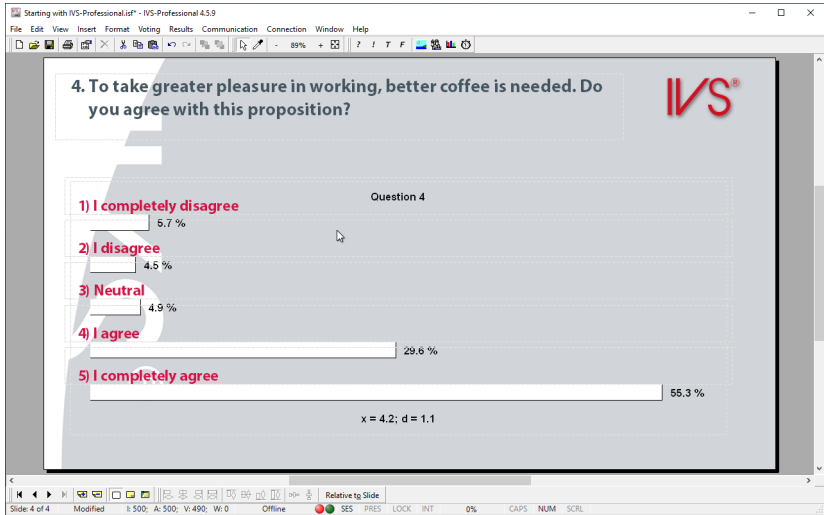 Starting with IVS-Professional.isf* - IVS-Professional 4.5.9
File Edit View Insert Format Voting Results Communication Connection Window Help
89% ? ! T F
4. To take greater pleasure in working, better coffee is needed. Do
you agree with this proposition?
IVS®
Question 4
1) I completely disagree
5.7 %
2) I disagree
4.5 %
3) Neutral
4.9 %
4) I agree
29.6 %
5) I completely agree
55.3 %
x = 4.2; d = 1.1
Relative to Slide
Slide: 4 of 4 Modified I: 500; A: 500; V: 490; W: 0 Offline SES PRES LOCK INT 0% CAPS NUM SCRL